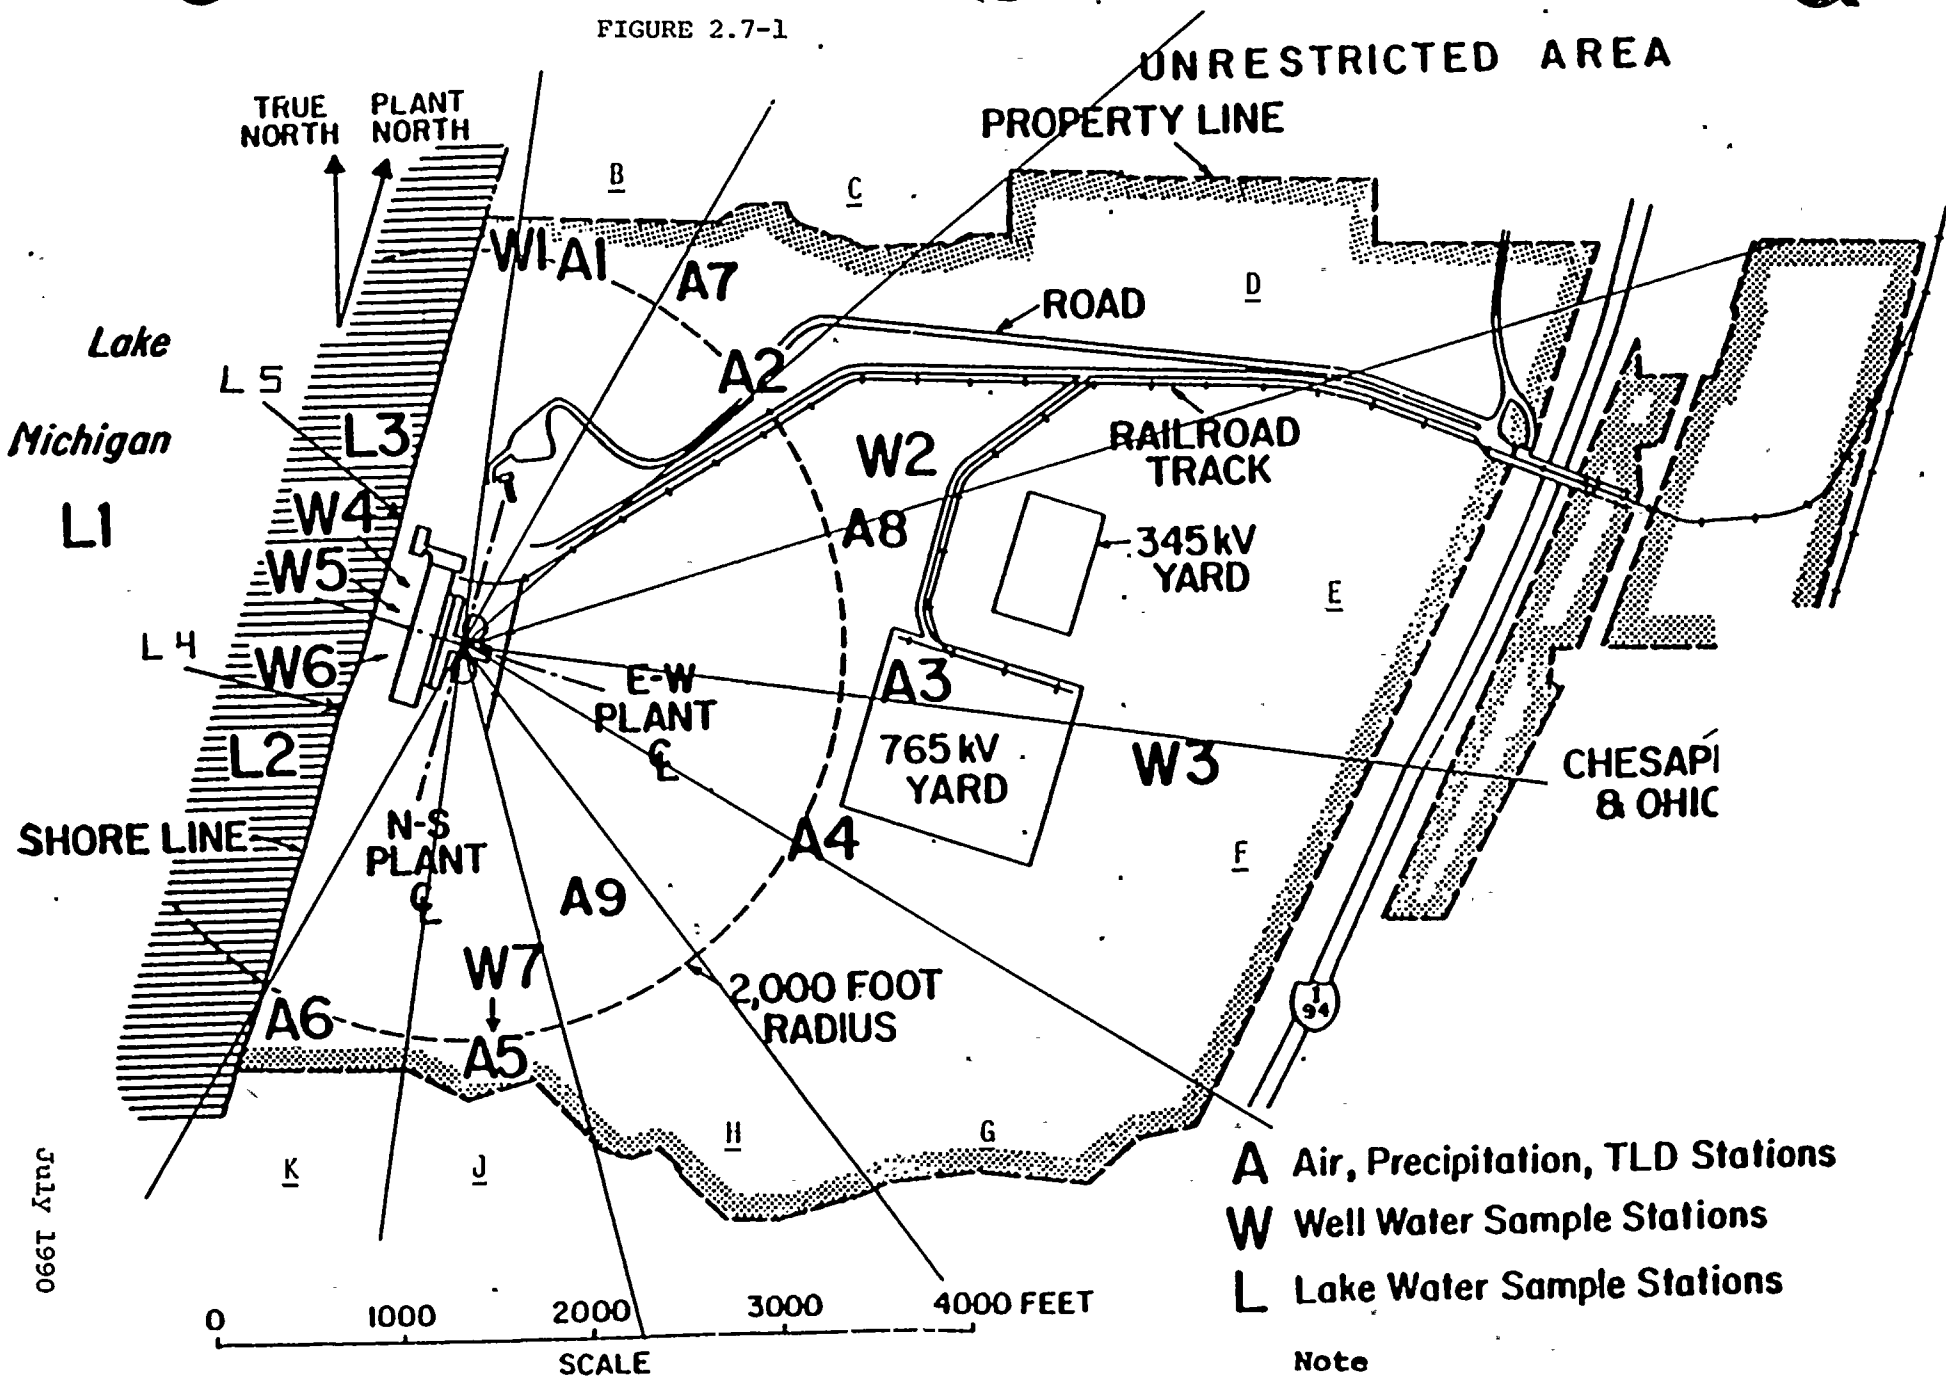 FIGURE 2.7-1
UNRESTRICTED AREA
PROPERTY LINE
TRUE NORTH
PLANT NORTH
B
C
D
W1
A1
A7
ROAD
Lake
Michigan
L5
L3
A2
W2
RAILROAD
TRACK
L1
W4
A8
345kV
YARD
W5
E
L4
W6
E-W
PLANT
℄
A3
L2
765kV
YARD
W3
CHESAPI
& OHIC
SHORE LINE
N-S
PLANT
℄
A4
F
A9
W7
2,000 FOOT
RADIUS
I
94
A6
A5
H
G
K
J
A Air, Precipitation, TLD Stations
W Well Water Sample Stations
L Lake Water Sample Stations
July 1990
0 1000 2000 3000 4000 FEET
SCALE
Note